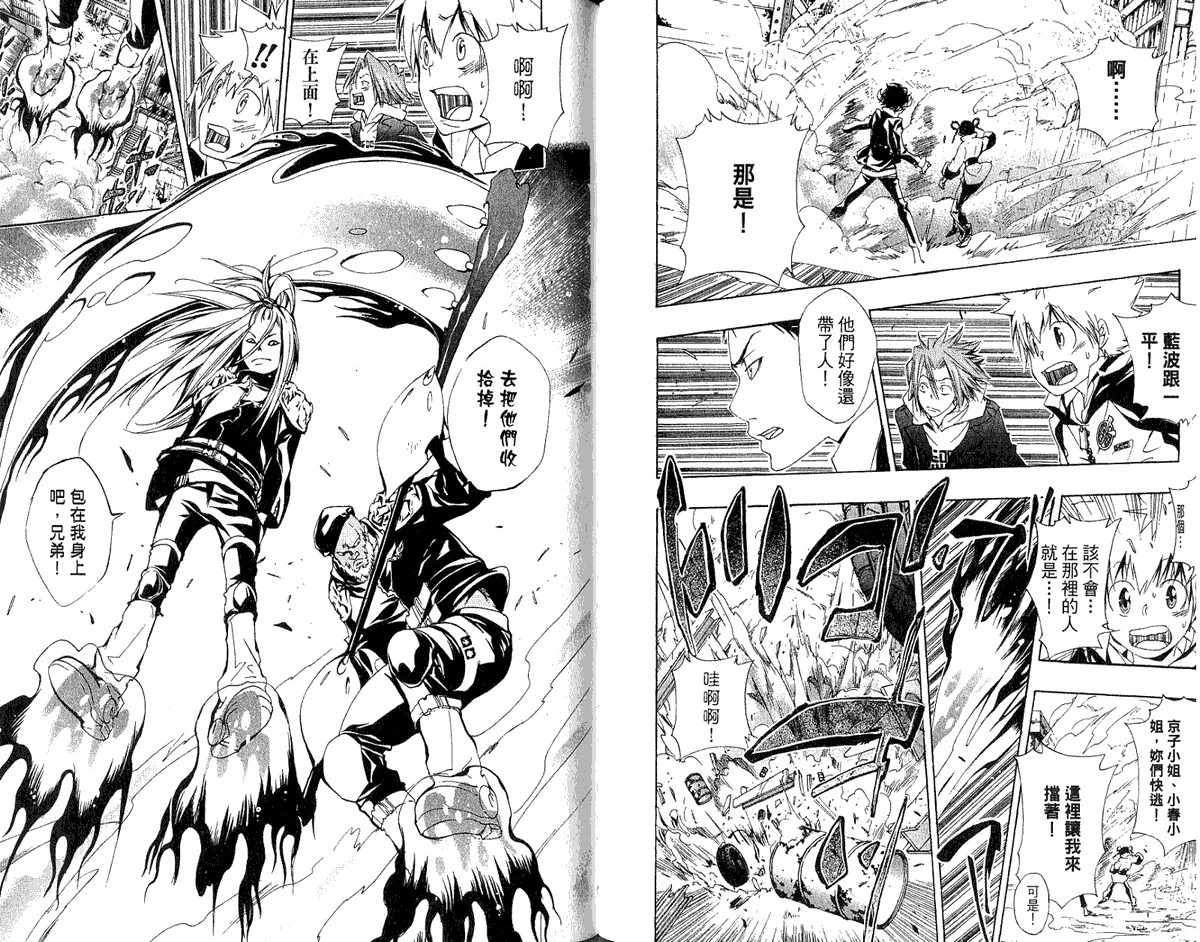 啊……
那是！
藍波跟一
平！
他們好像還
帶了人！
那個…
該不會…
在那裡的人
就是…！
京子小姐、小春小
姐，妳們快逃！
這裡讓我來
擋著！
可是！
哇啊啊！
啊啊！
在上面！
!!
去把他們收
拾掉！
包在我身上
吧，兄弟！